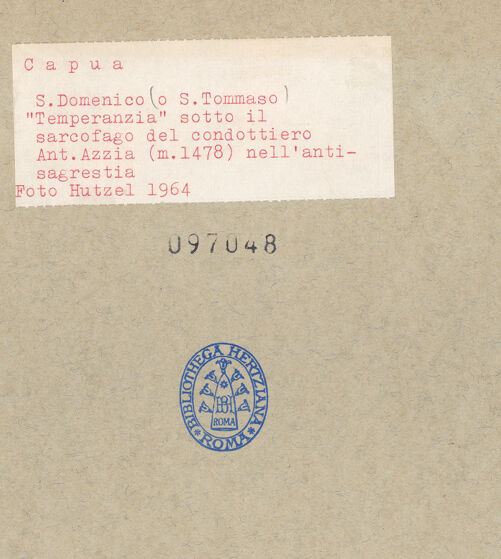 Capua
S.Domenico (o S.Tommaso)
"Temperanzia" sotto il
sarcofago del condottiero
Ant.Azzia (m.1478) nell'anti-
sagrestia
Foto Hutzel 1964
097048
BIBLIOTHECA HERTZIANA
ROMA
* ROMA *